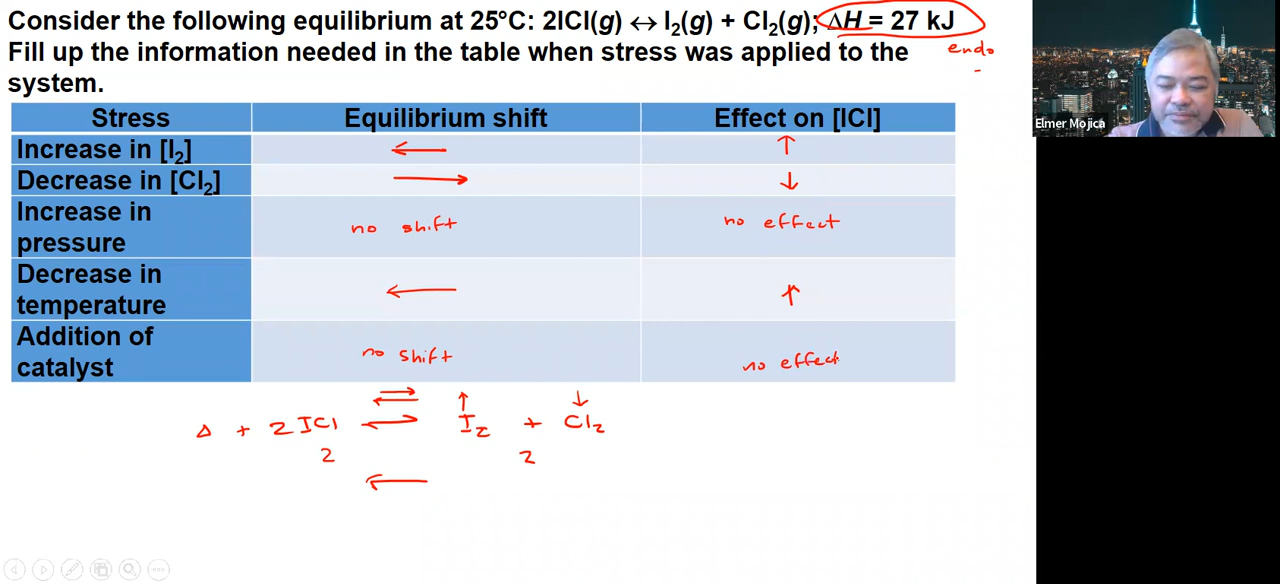 Consider the following equilibrium at 25°C: 2ICl(g) ↔ I₂(g) + Cl₂(g); ΔH = 27 kJ
endo
Fill up the information needed in the table when stress was applied to the
system.
Elmer Mojica
Stress Equilibrium shift Effect on [ICl]
Increase in [I₂] ← ↑
Decrease in [Cl₂] → ↓
Increase in
pressure
no shift no effect
Decrease in
temperature
← ↑
Addition of
catalyst
no shift no effect
⇄ ↑ ↓
Δ + 2ICl ⇌ I₂ + Cl₂
2 2
←